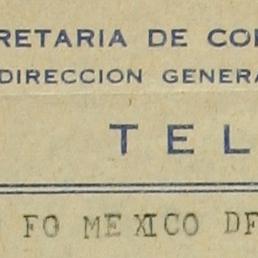 RETARIA DE CO
DIRECCION GENERA
TEL
FO MEXICO DF